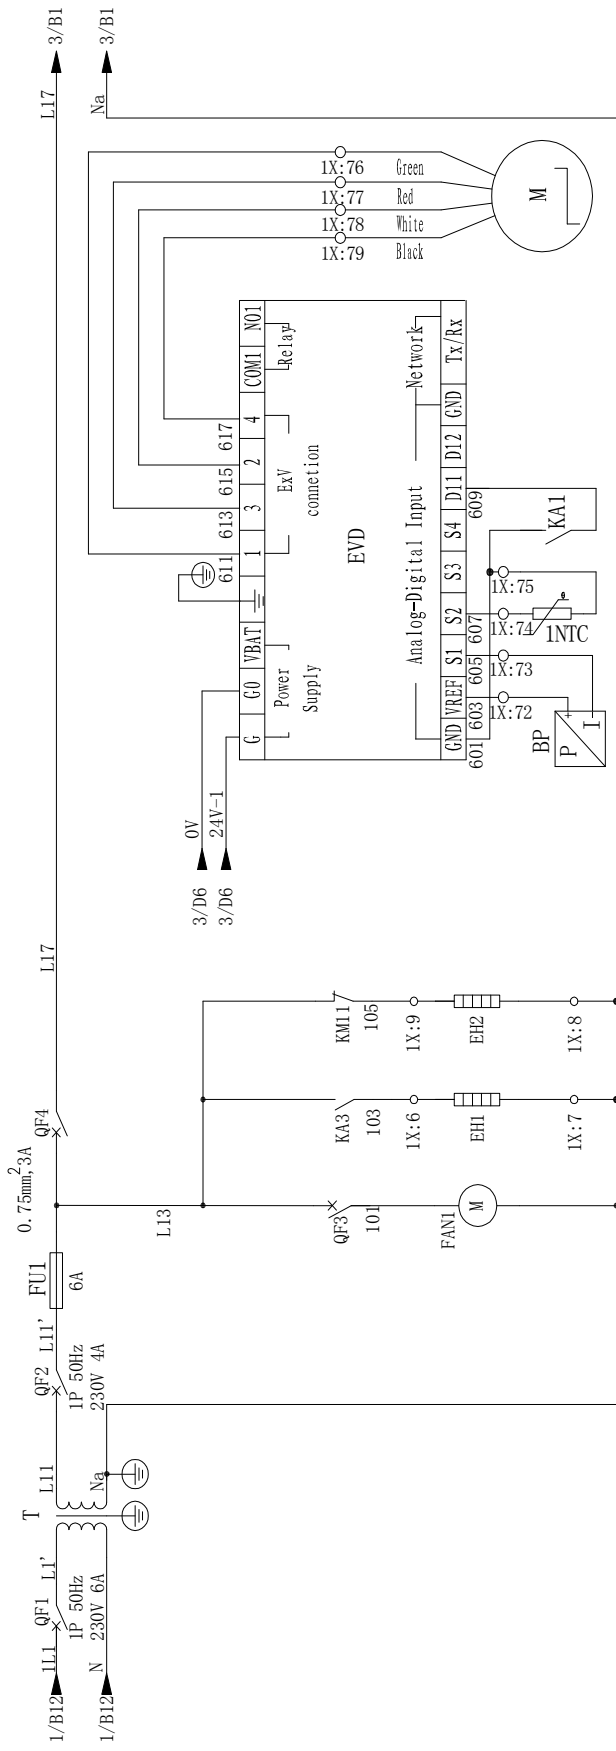 1/B12
1L1
QF1
1P 50Hz
230V 6A
L1'
1/B12
N
T
L11
Na
QF2
1P 50Hz
230V 4A
L11'
FU1
6A
0.75mm²,3A
QF4
L17
L17
3/B1
Na
3/B1
L13
QF3
101
FAN1
M
KA3
103
1X:6
EH1
1X:7
KM11
105
1X:9
EH2
1X:8
3/D6
0V
3/D6
24V-1
G
G0
VBAT
1
3
2
4
COM1
NO1
611
613
615
617
Power
Supply
ExV
connetion
Relay
EVD
Analog-Digital Input
Network
GND
VREF
S1
S2
S3
S4
D11
D12
GND
Tx/Rx
601
603
605
607
609
1X:72
1X:73
1X:74
1X:75
BP
P
+
I
1NTC
θ
KA1
1X:76
Green
1X:77
Red
1X:78
White
1X:79
Black
M